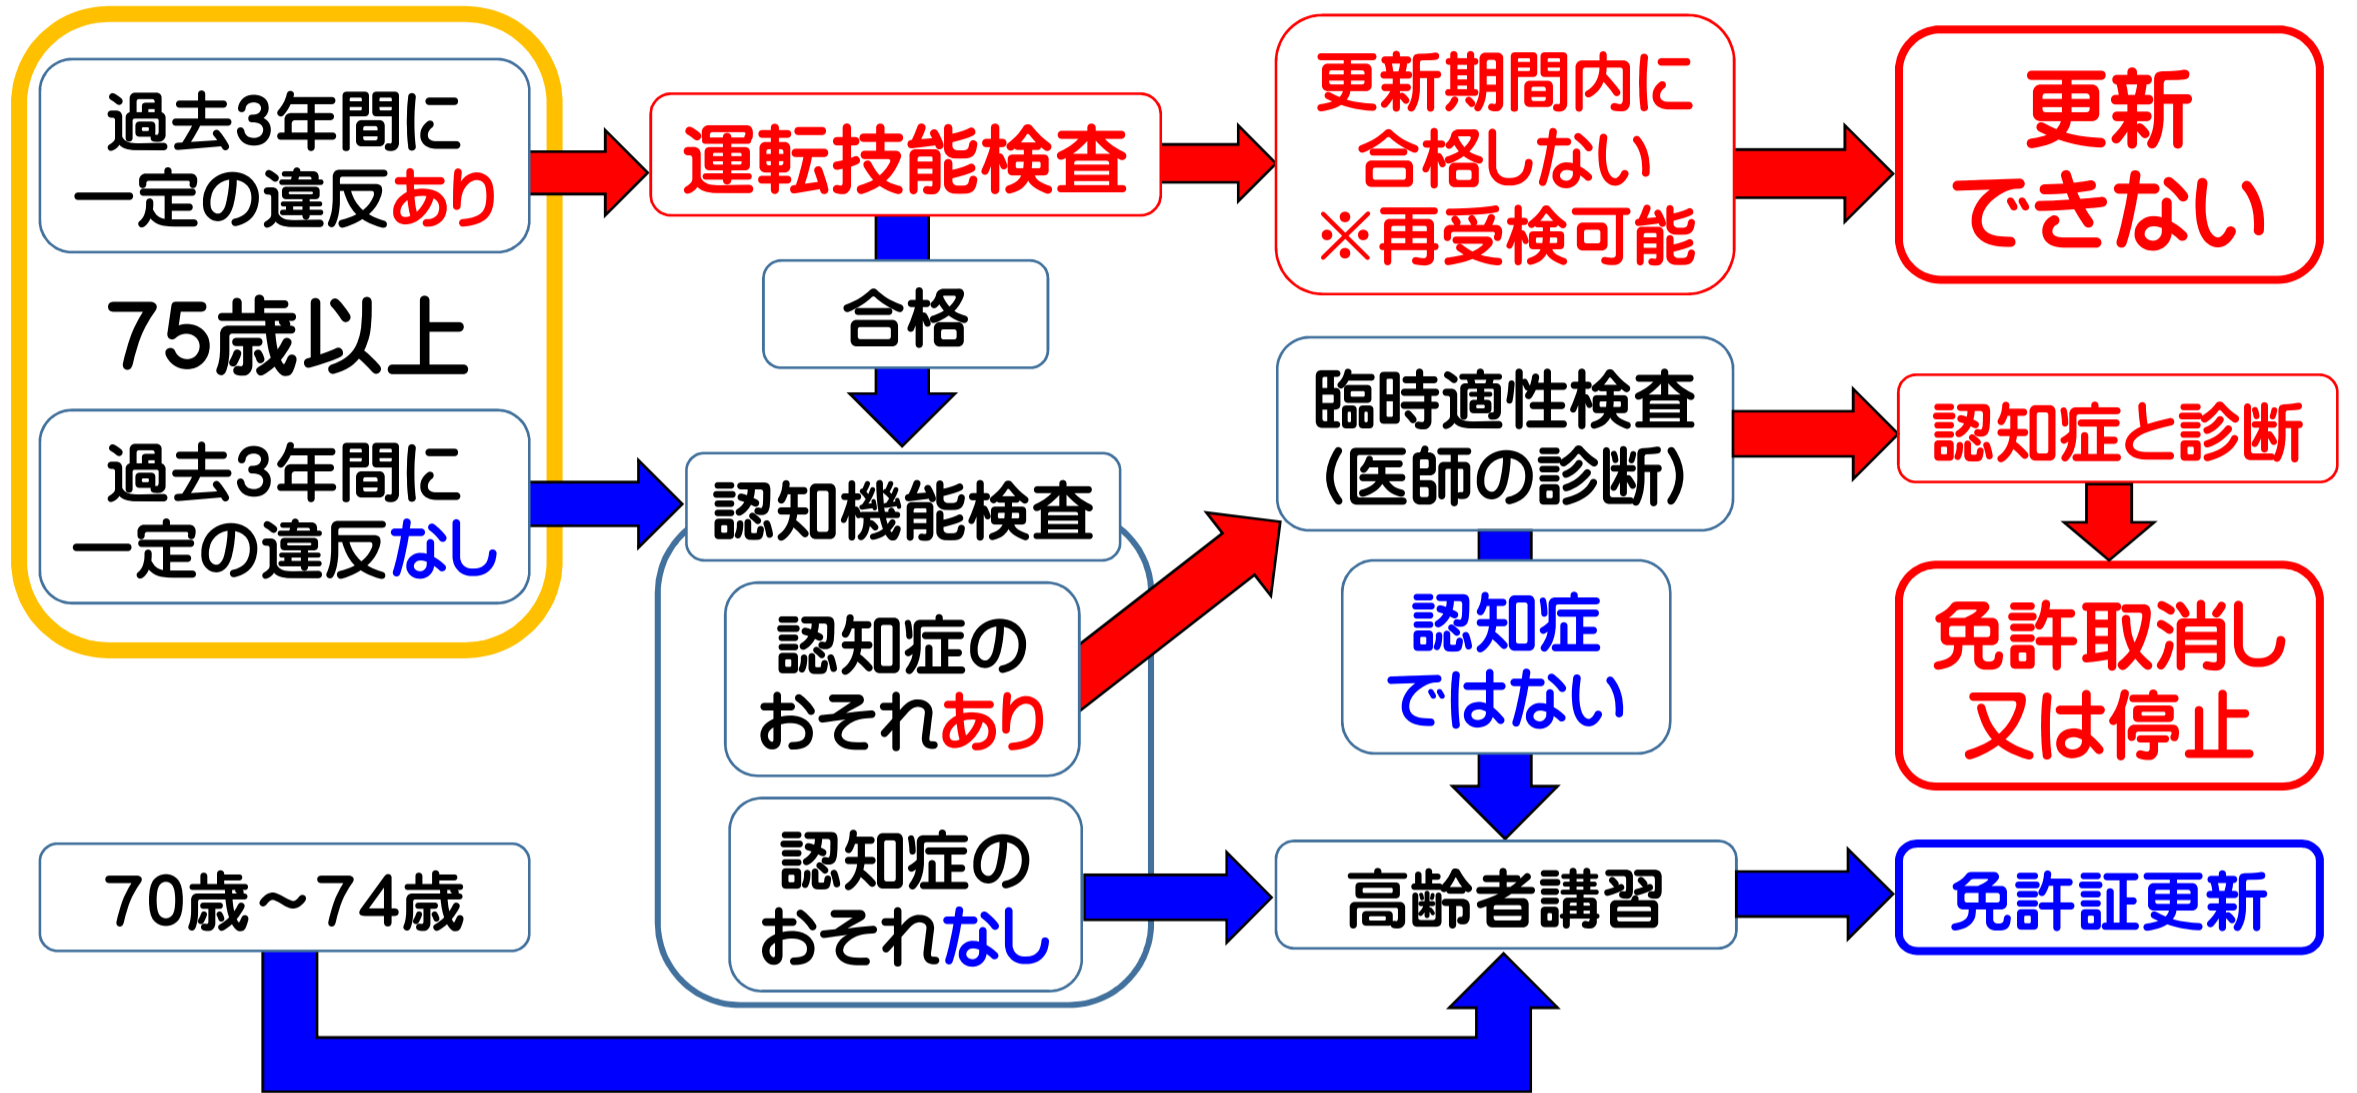 過去3年間に
一定の違反あり
75歳以上
過去3年間に
一定の違反なし
70歳～74歳
運転技能検査
合格
認知機能検査
認知症の
おそれあり
認知症の
おそれなし
更新期間内に
合格しない
※再受検可能
臨時適性検査
(医師の診断)
認知症
ではない
高齢者講習
更新
できない
認知症と診断
免許取消し
又は停止
免許証更新